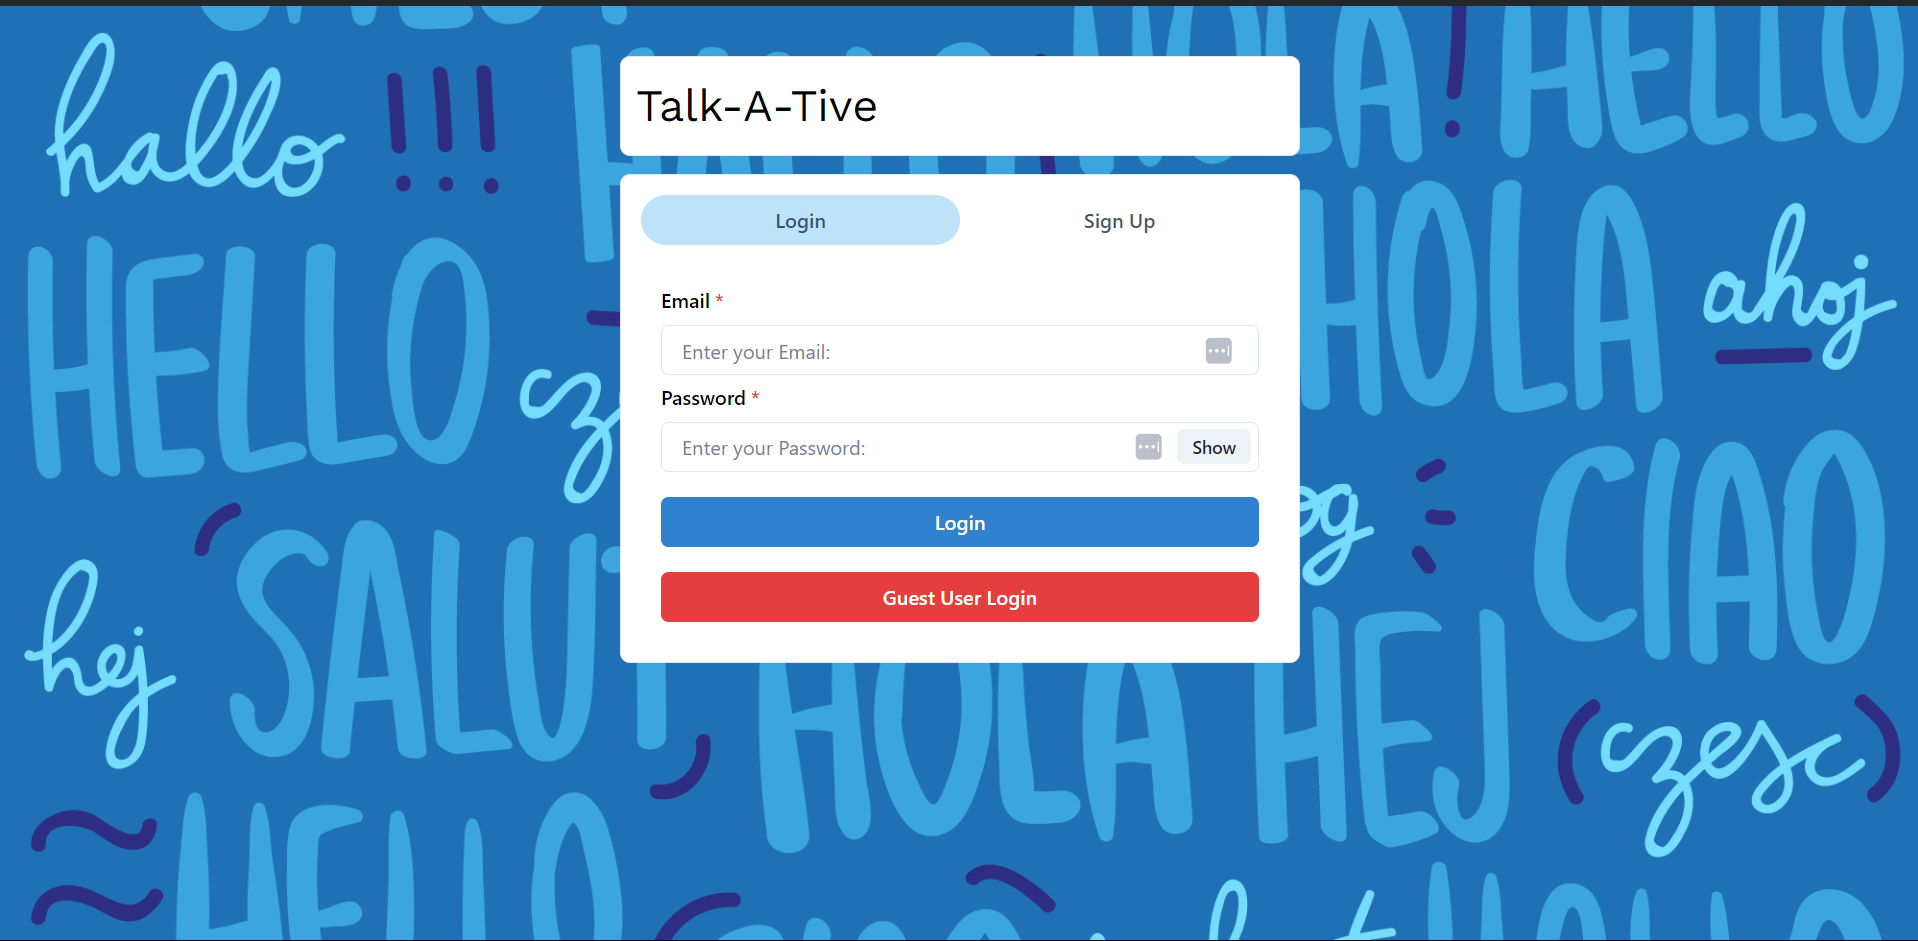 Talk-A-Tive
Login
Sign Up
Email *
Enter your Email:
Password *
Enter your Password:
Show
Login
Guest User Login
hallo !!!
HELLO
HELLO
HOLA
ahoj
CIAO
hej
SALUT
HOLA
HEJ
(czesc)
HELLO